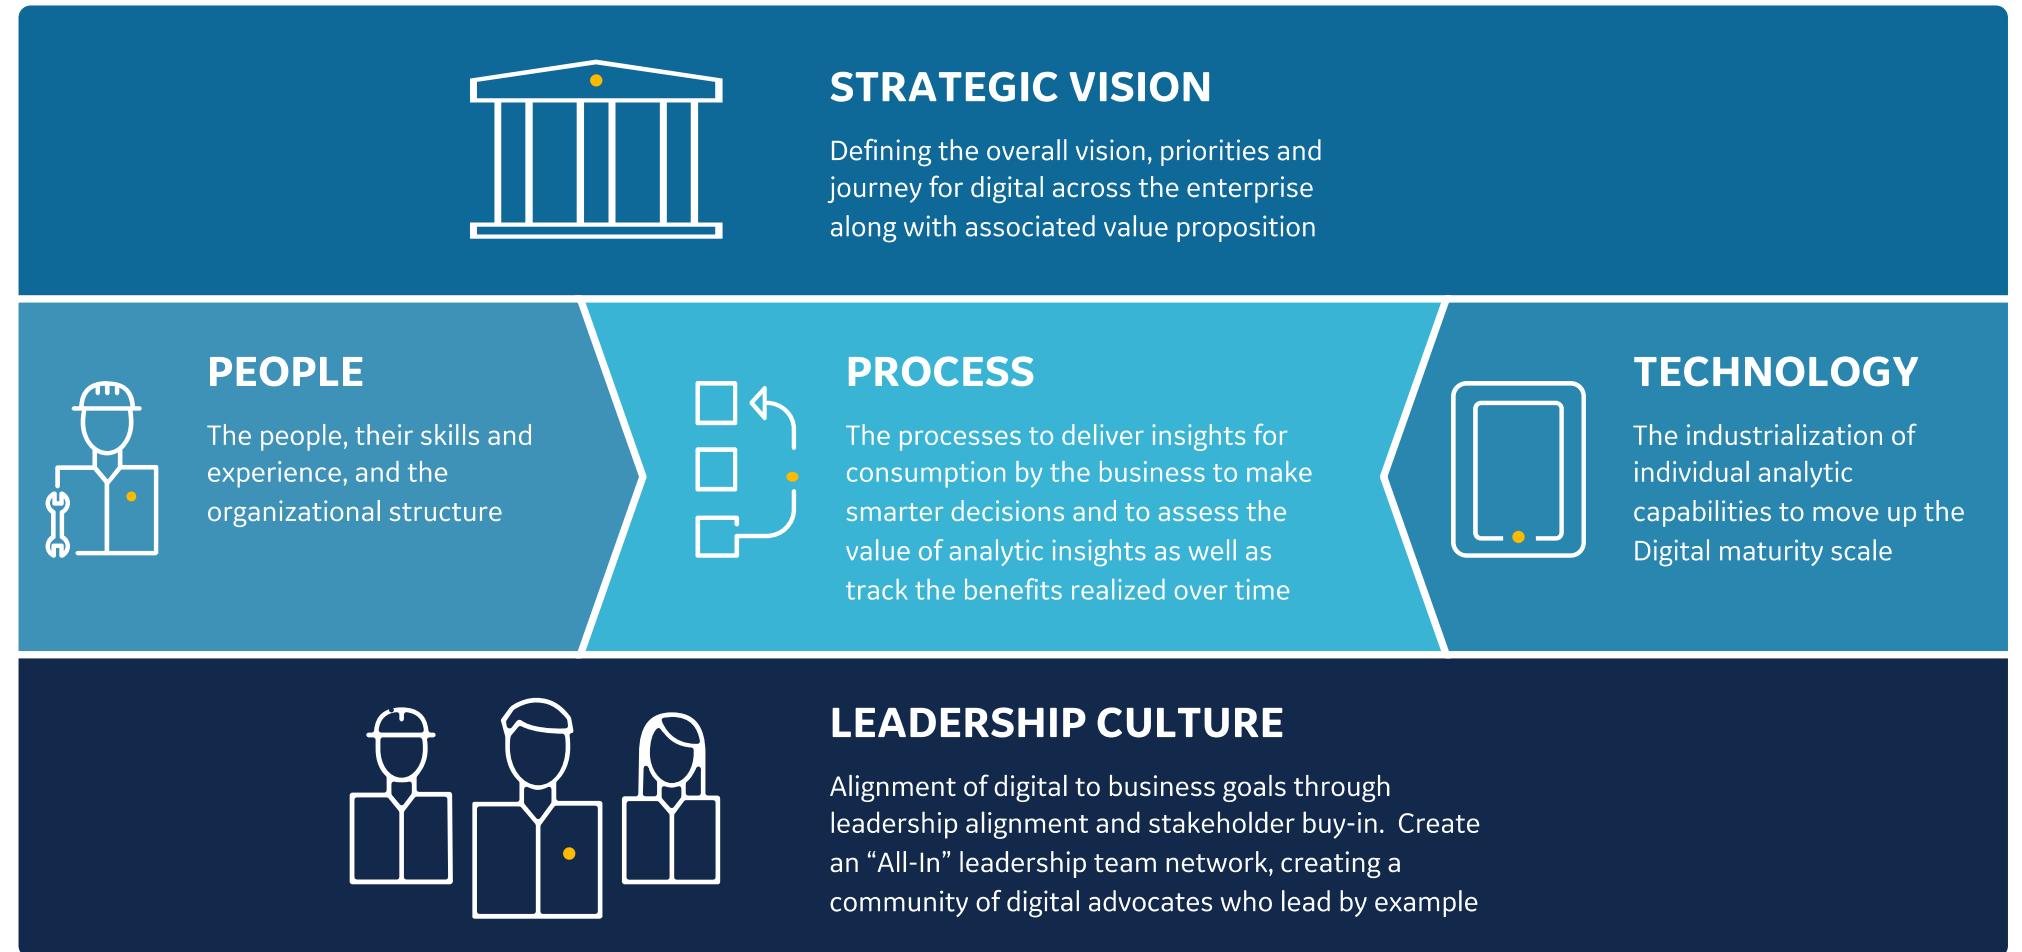 STRATEGIC VISION
Defining the overall vision, priorities and
journey for digital across the enterprise
along with associated value proposition
PEOPLE
The people, their skills and
experience, and the
organizational structure
PROCESS
The processes to deliver insights for
consumption by the business to make
smarter decisions and to assess the
value of analytic insights as well as
track the benefits realized over time
TECHNOLOGY
The industrialization of
individual analytic
capabilities to move up the
Digital maturity scale
LEADERSHIP CULTURE
Alignment of digital to business goals through
leadership alignment and stakeholder buy-in.  Create
an “All-In” leadership team network, creating a
community of digital advocates who lead by example